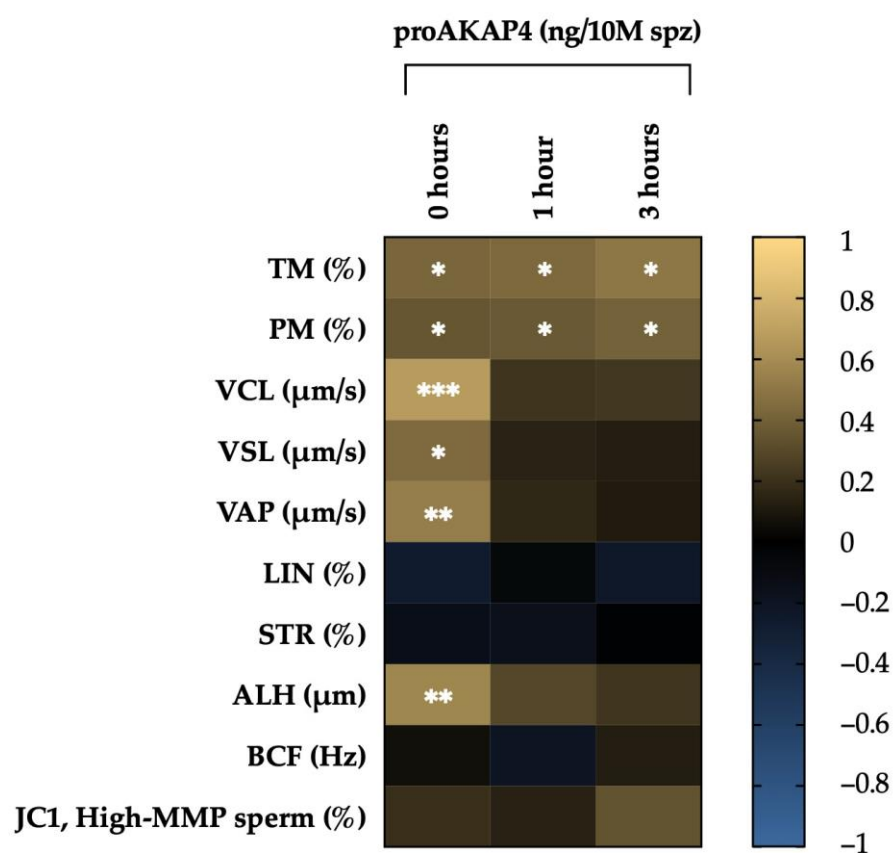 proAKAP4 (ng/10M spz)
0 hours
1 hour
3 hours
TM (%) * * *
PM (%) * * *
VCL (μm/s) ***
VSL (μm/s) *
VAP (μm/s) **
LIN (%)
STR (%)
ALH (μm) **
BCF (Hz)
JC1, High-MMP sperm (%)
1
0.8
0.6
0.4
0.2
0
–0.2
–0.4
–0.6
–0.8
–1